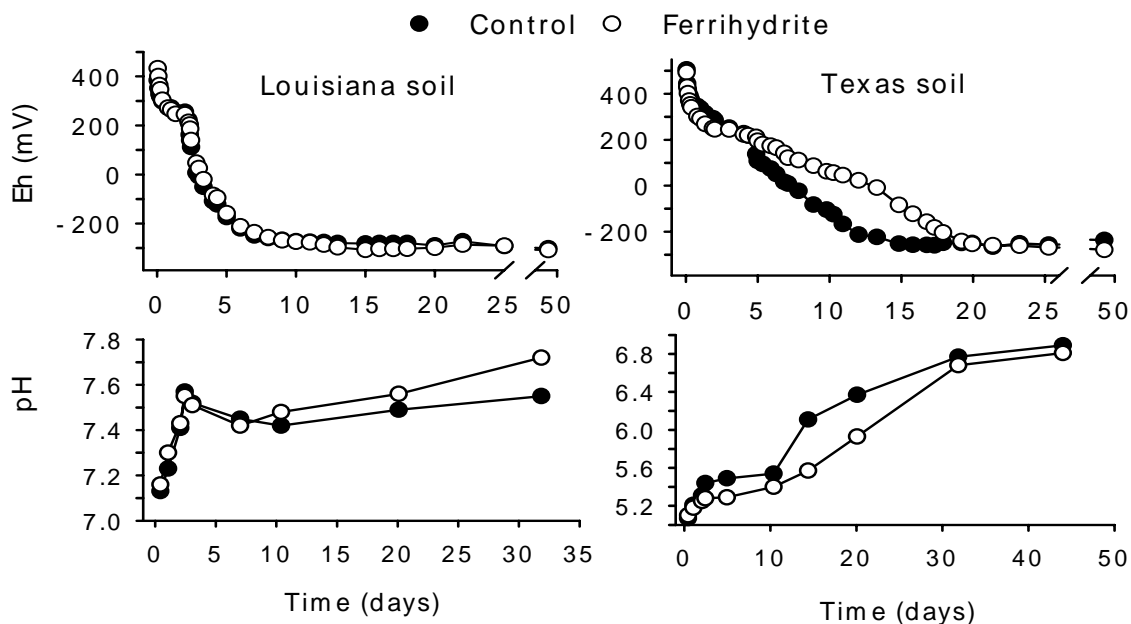 Control Ferrihydrite
Louisiana soil
Texas soil
Eh (mV)
400
200
0
-200
400
200
0
-200
0 5 10 15 20 25 50
0 5 10 15 20 25 50
pH
7.8
7.6
7.4
7.2
7.0
6.8
6.4
6.0
5.6
5.2
0 5 10 15 20 25 30 35
0 10 20 30 40 50
Time (days)
Time (days)